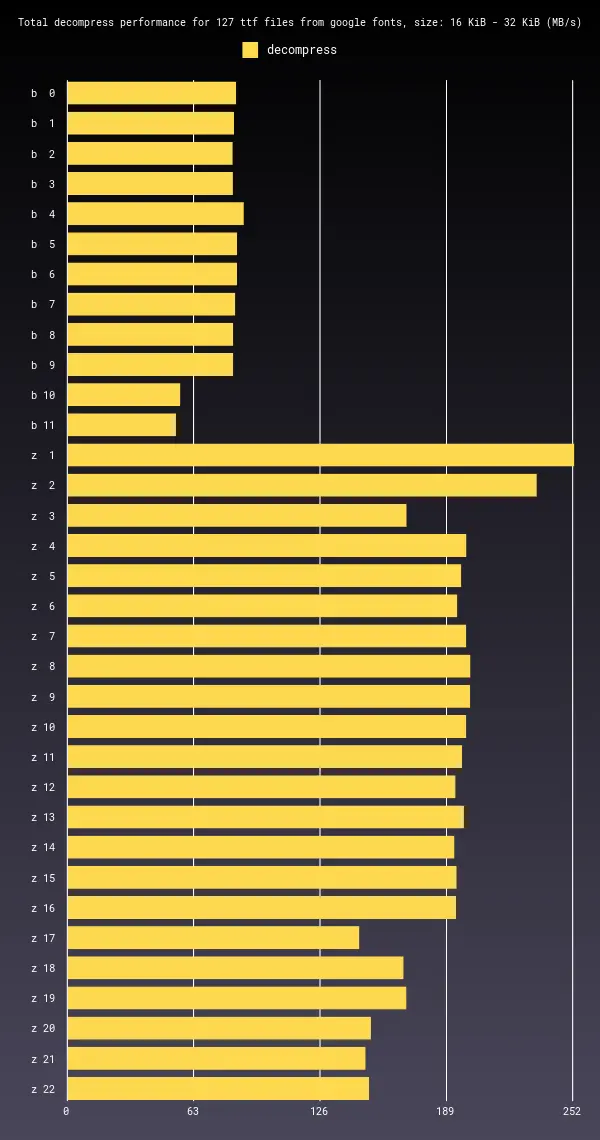 Total decompress performance for 127 ttf files from google fonts, size: 16 KiB - 32 KiB (MB/s)
decompress
b 0
b 1
b 2
b 3
b 4
b 5
b 6
b 7
b 8
b 9
b 10
b 11
z 1
z 2
z 3
z 4
z 5
z 6
z 7
z 8
z 9
z 10
z 11
z 12
z 13
z 14
z 15
z 16
z 17
z 18
z 19
z 20
z 21
z 22
0 63 126 189 252